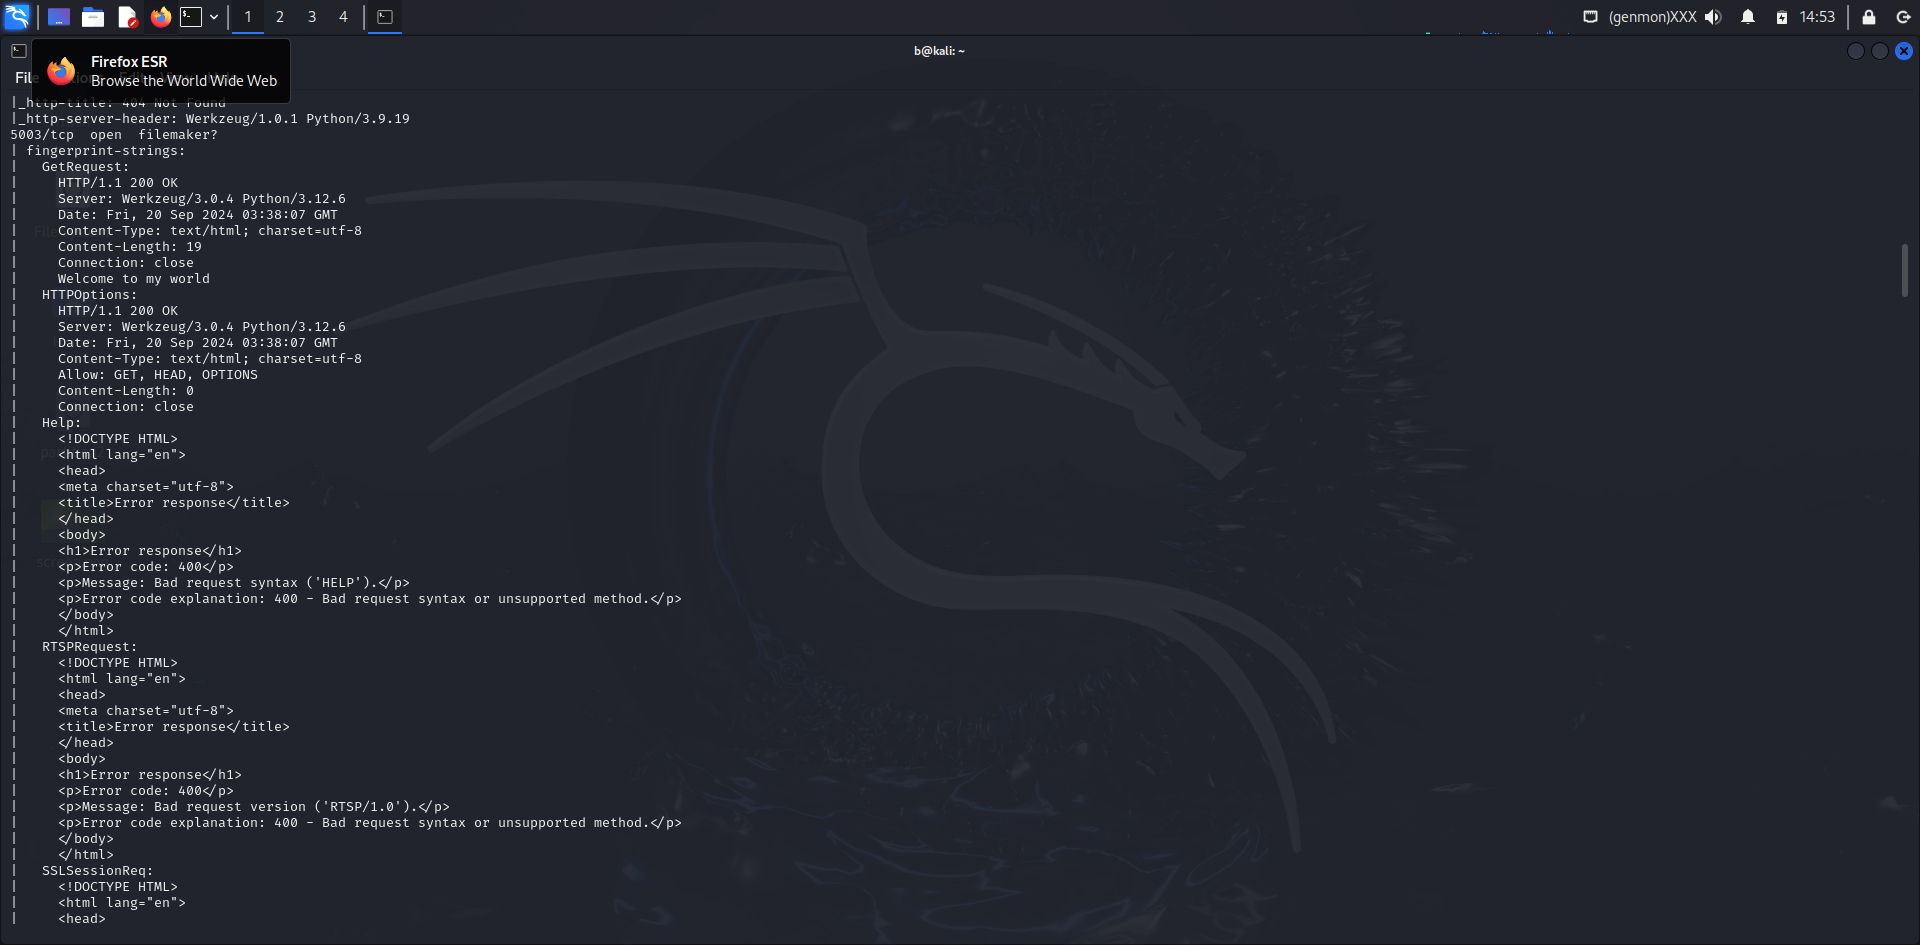 1 2 3 4 (genmon)XXX 14:53
b@kali: ~
Firefox ESR
File
Browse the World Wide Web
|_http-title: 404 Not Found
|_http-server-header: Werkzeug/1.0.1 Python/3.9.19
5003/tcp  open  filemaker?
| fingerprint-strings:
|   GetRequest:
|     HTTP/1.1 200 OK
|     Server: Werkzeug/3.0.4 Python/3.12.6
|     Date: Fri, 20 Sep 2024 03:38:07 GMT
|     Content-Type: text/html; charset=utf-8
|     Content-Length: 19
|     Connection: close
|     Welcome to my world
|   HTTPOptions:
|     HTTP/1.1 200 OK
|     Server: Werkzeug/3.0.4 Python/3.12.6
|     Date: Fri, 20 Sep 2024 03:38:07 GMT
|     Content-Type: text/html; charset=utf-8
|     Allow: GET, HEAD, OPTIONS
|     Content-Length: 0
|     Connection: close
|   Help:
|     <!DOCTYPE HTML>
|     <html lang="en">
|     <head>
|     <meta charset="utf-8">
|     <title>Error response</title>
|     </head>
|     <body>
|     <h1>Error response</h1>
|     <p>Error code: 400</p>
|     <p>Message: Bad request syntax ('HELP').</p>
|     <p>Error code explanation: 400 - Bad request syntax or unsupported method.</p>
|     </body>
|     </html>
|   RTSPRequest:
|     <!DOCTYPE HTML>
|     <html lang="en">
|     <head>
|     <meta charset="utf-8">
|     <title>Error response</title>
|     </head>
|     <body>
|     <h1>Error response</h1>
|     <p>Error code: 400</p>
|     <p>Message: Bad request version ('RTSP/1.0').</p>
|     <p>Error code explanation: 400 - Bad request syntax or unsupported method.</p>
|     </body>
|     </html>
|   SSLSessionReq:
|     <!DOCTYPE HTML>
|     <html lang="en">
|     <head>